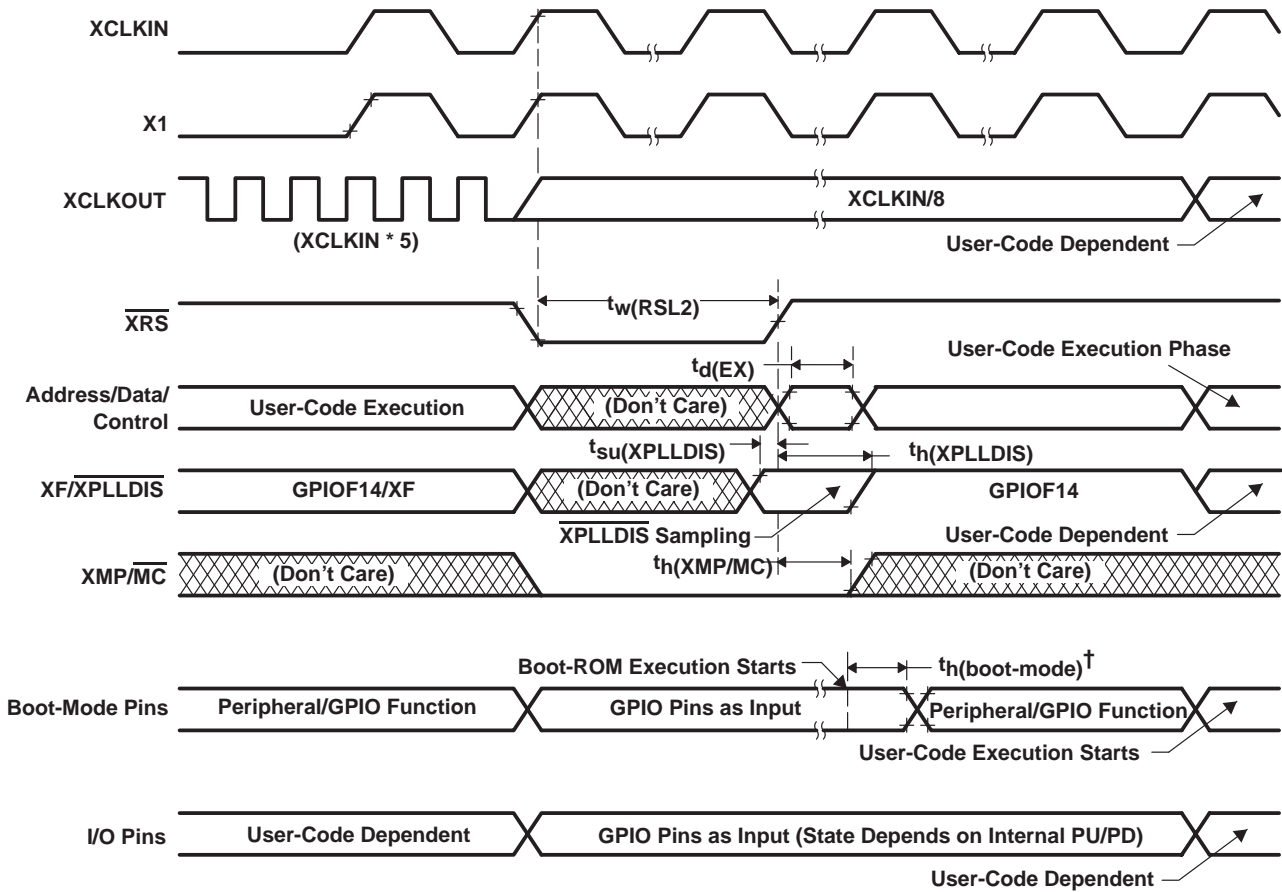 XCLKIN
X1
XCLKOUT
XCLKIN/8
(XCLKIN * 5)
User-Code Dependent
tw(RSL2)
XRS
User-Code Execution Phase
td(EX)
Address/Data/
Control
User-Code Execution
(Don't Care)
tsu(XPLLDIS)
th(XPLLDIS)
XF/XPLLDIS
GPIOF14/XF
(Don't Care)
GPIOF14
XPLLDIS Sampling
User-Code Dependent
th(XMP/MC)
XMP/MC
(Don't Care)
(Don't Care)
Boot-ROM Execution Starts
th(boot-mode)†
Boot-Mode Pins
Peripheral/GPIO Function
GPIO Pins as Input
Peripheral/GPIO Function
User-Code Execution Starts
I/O Pins
User-Code Dependent
GPIO Pins as Input (State Depends on Internal PU/PD)
User-Code Dependent